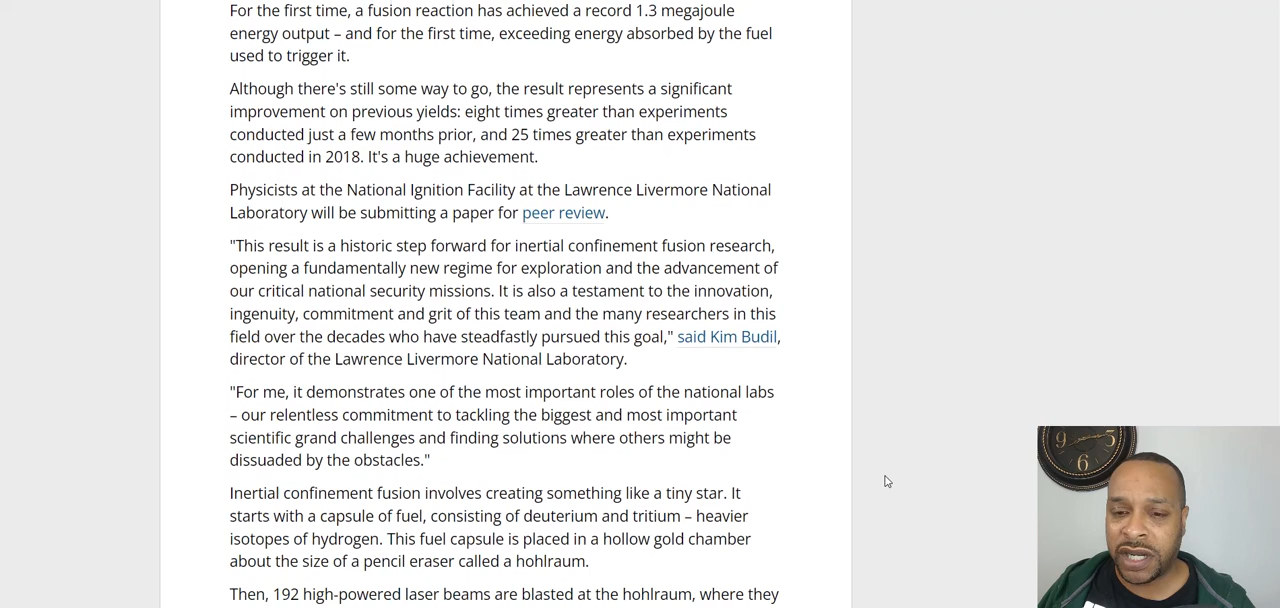 For the first time, a fusion reaction has achieved a record 1.3 megajoule
energy output – and for the first time, exceeding energy absorbed by the fuel
used to trigger it.
Although there's still some way to go, the result represents a significant
improvement on previous yields: eight times greater than experiments
conducted just a few months prior, and 25 times greater than experiments
conducted in 2018. It's a huge achievement.
Physicists at the National Ignition Facility at the Lawrence Livermore National
Laboratory will be submitting a paper for peer review.
"This result is a historic step forward for inertial confinement fusion research,
opening a fundamentally new regime for exploration and the advancement of
our critical national security missions. It is also a testament to the innovation,
ingenuity, commitment and grit of this team and the many researchers in this
field over the decades who have steadfastly pursued this goal," said Kim Budil,
director of the Lawrence Livermore National Laboratory.
"For me, it demonstrates one of the most important roles of the national labs
– our relentless commitment to tackling the biggest and most important
scientific grand challenges and finding solutions where others might be
dissuaded by the obstacles."
Inertial confinement fusion involves creating something like a tiny star. It
starts with a capsule of fuel, consisting of deuterium and tritium – heavier
isotopes of hydrogen. This fuel capsule is placed in a hollow gold chamber
about the size of a pencil eraser called a hohlraum.
Then, 192 high-powered laser beams are blasted at the hohlraum, where they
9 3
6